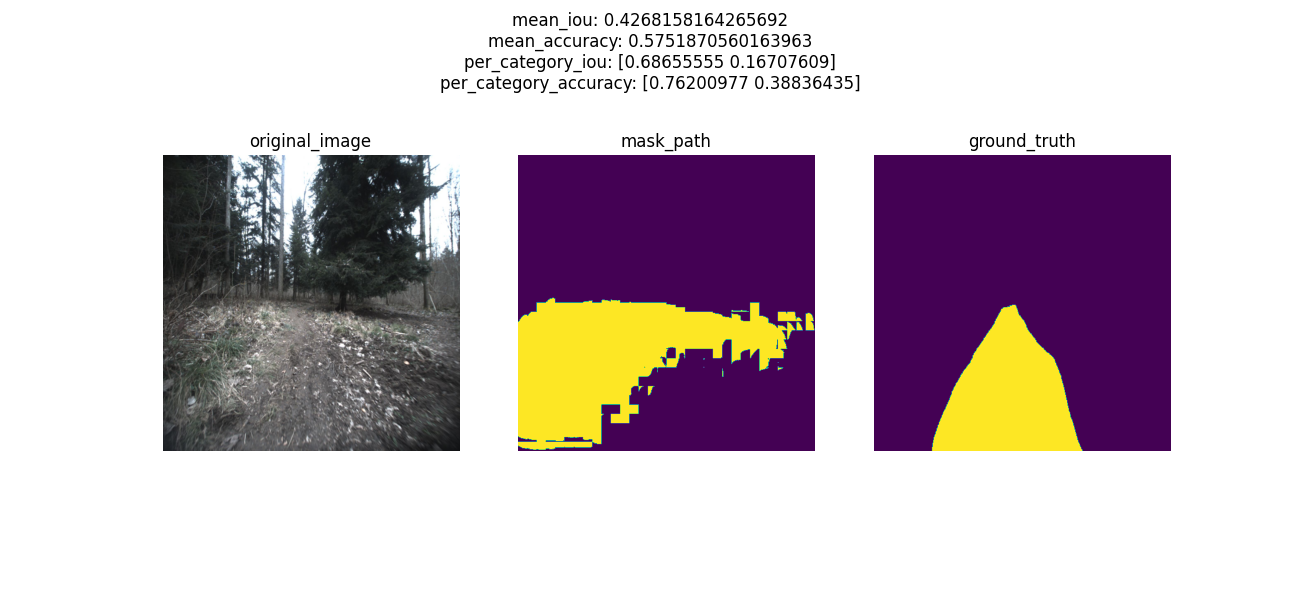 mean_iou: 0.4268158164265692
mean_accuracy: 0.5751870560163963
per_category_iou: [0.68655555 0.16707609]
per_category_accuracy: [0.76200977 0.38836435]
original_image
mask_path
ground_truth